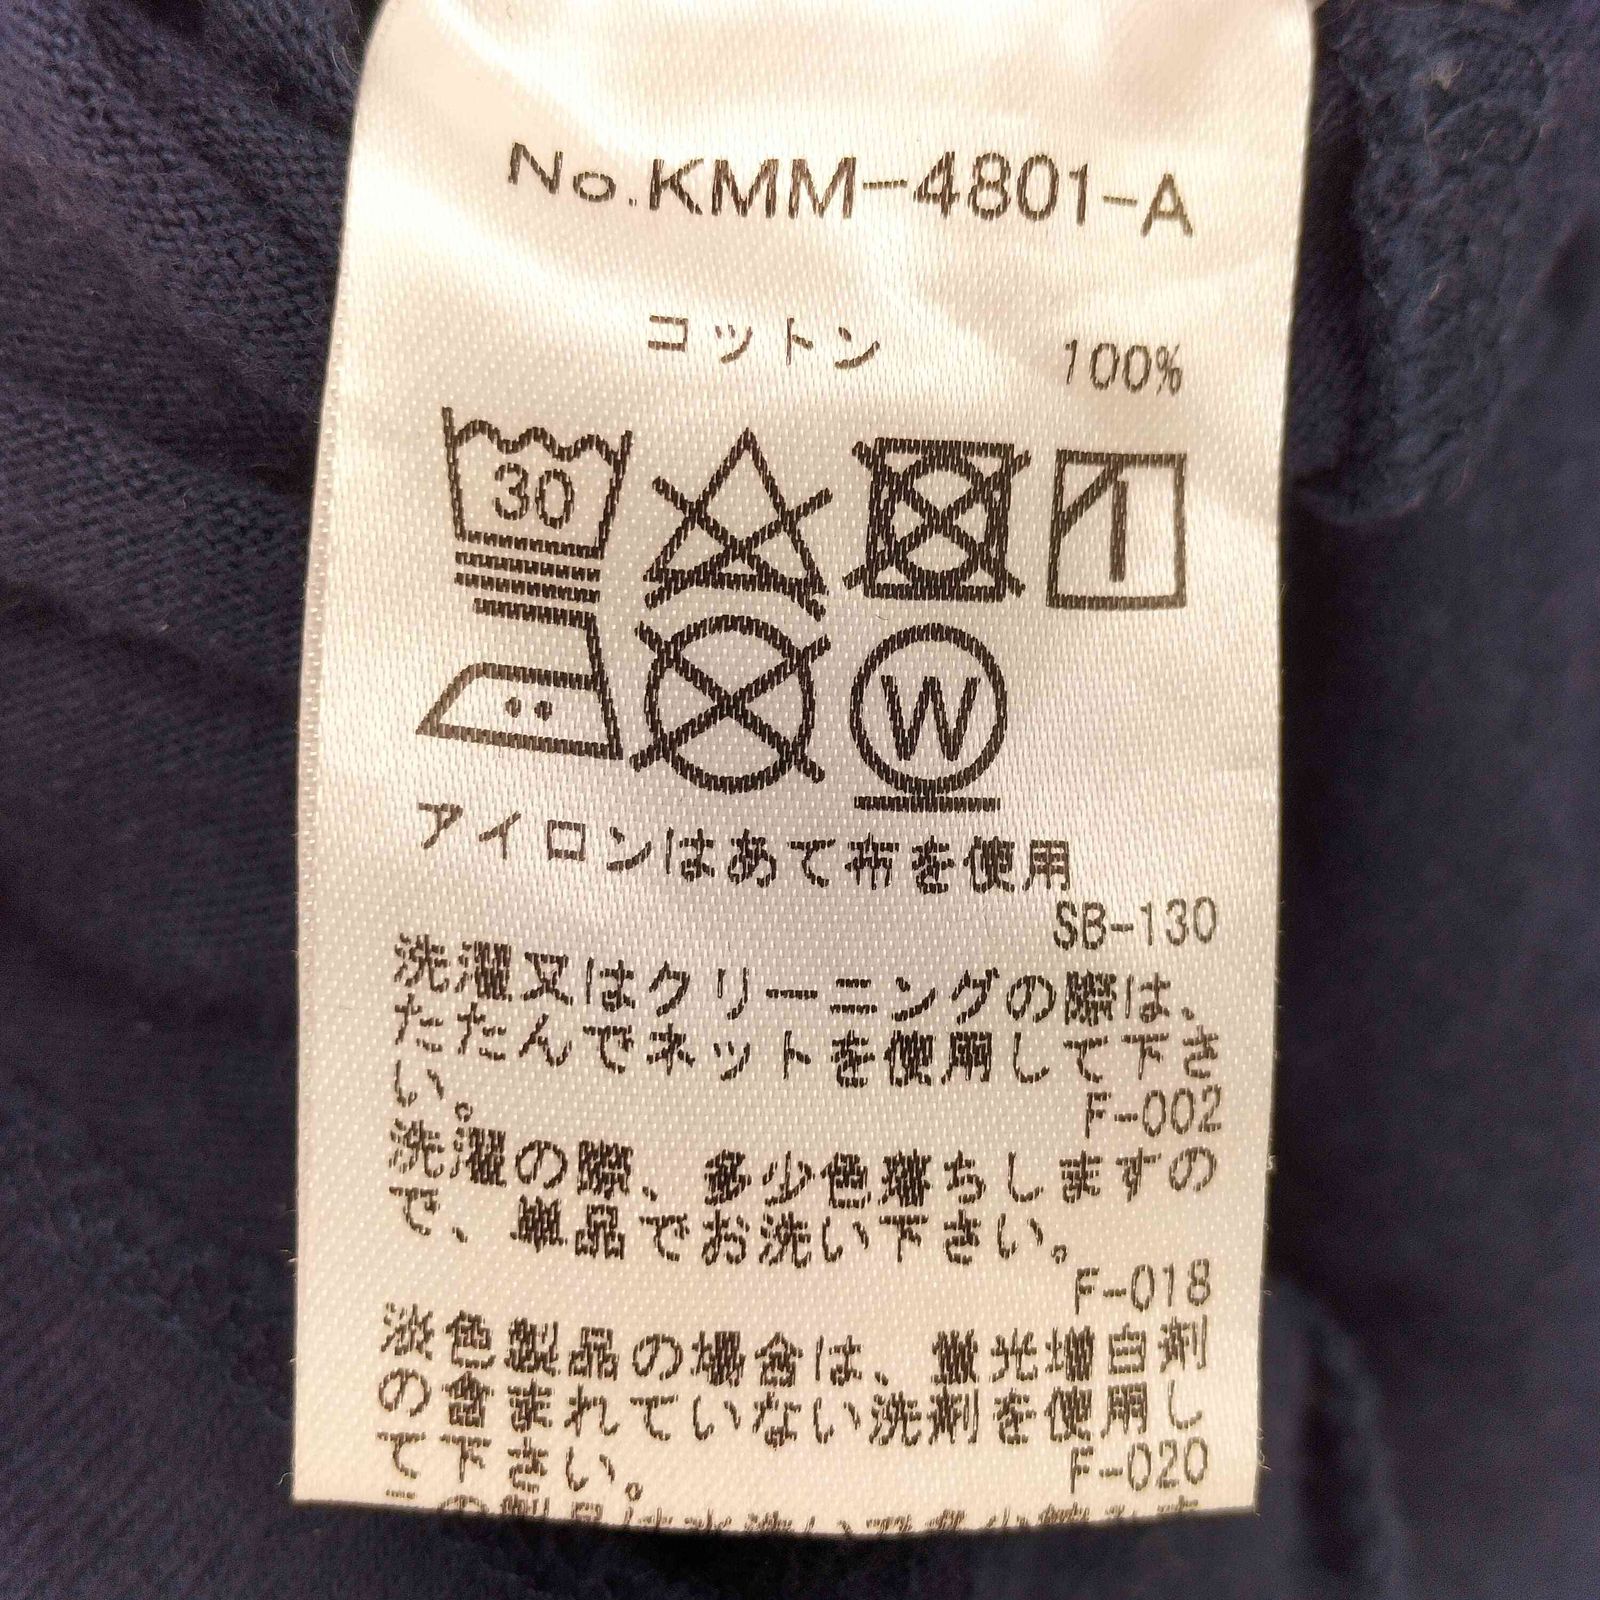 No.KMM-4801-A
コットン 100%
30
W
アイロンはあて布を使用
SB-130
洗濯又はクリーニングの際は、
たたんでネットを使用して下さ
い。
F-002
洗濯の際、多少色落ちしますの
で、単品でお洗い下さい。
F-018
淡色製品の場合は、蛍光増白剤
の含まれていない洗剤を使用し
て下さい。
F-020